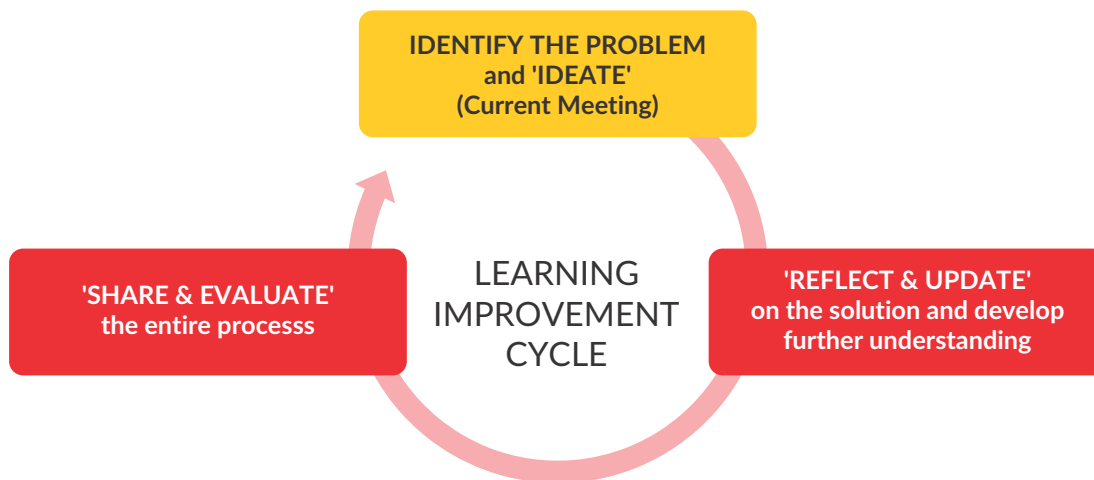 IDENTIFY THE PROBLEM
and 'IDEATE'
(Current Meeting)
'SHARE & EVALUATE'
the entire processs
LEARNING
IMPROVEMENT
CYCLE
'REFLECT & UPDATE'
on the solution and develop
further understanding